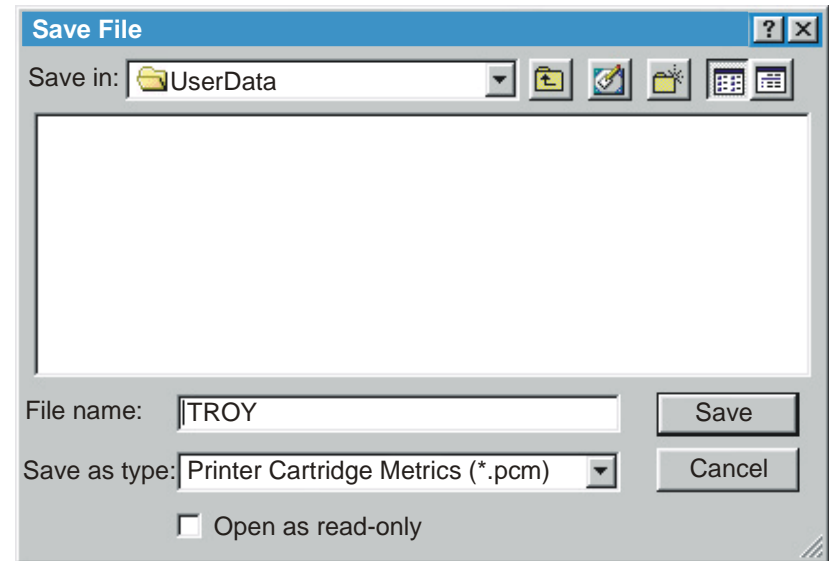 Save File
Save in: UserData
File name: TROY Save
Save as type: Printer Cartridge Metrics (*.pcm) Cancel
Open as read-only